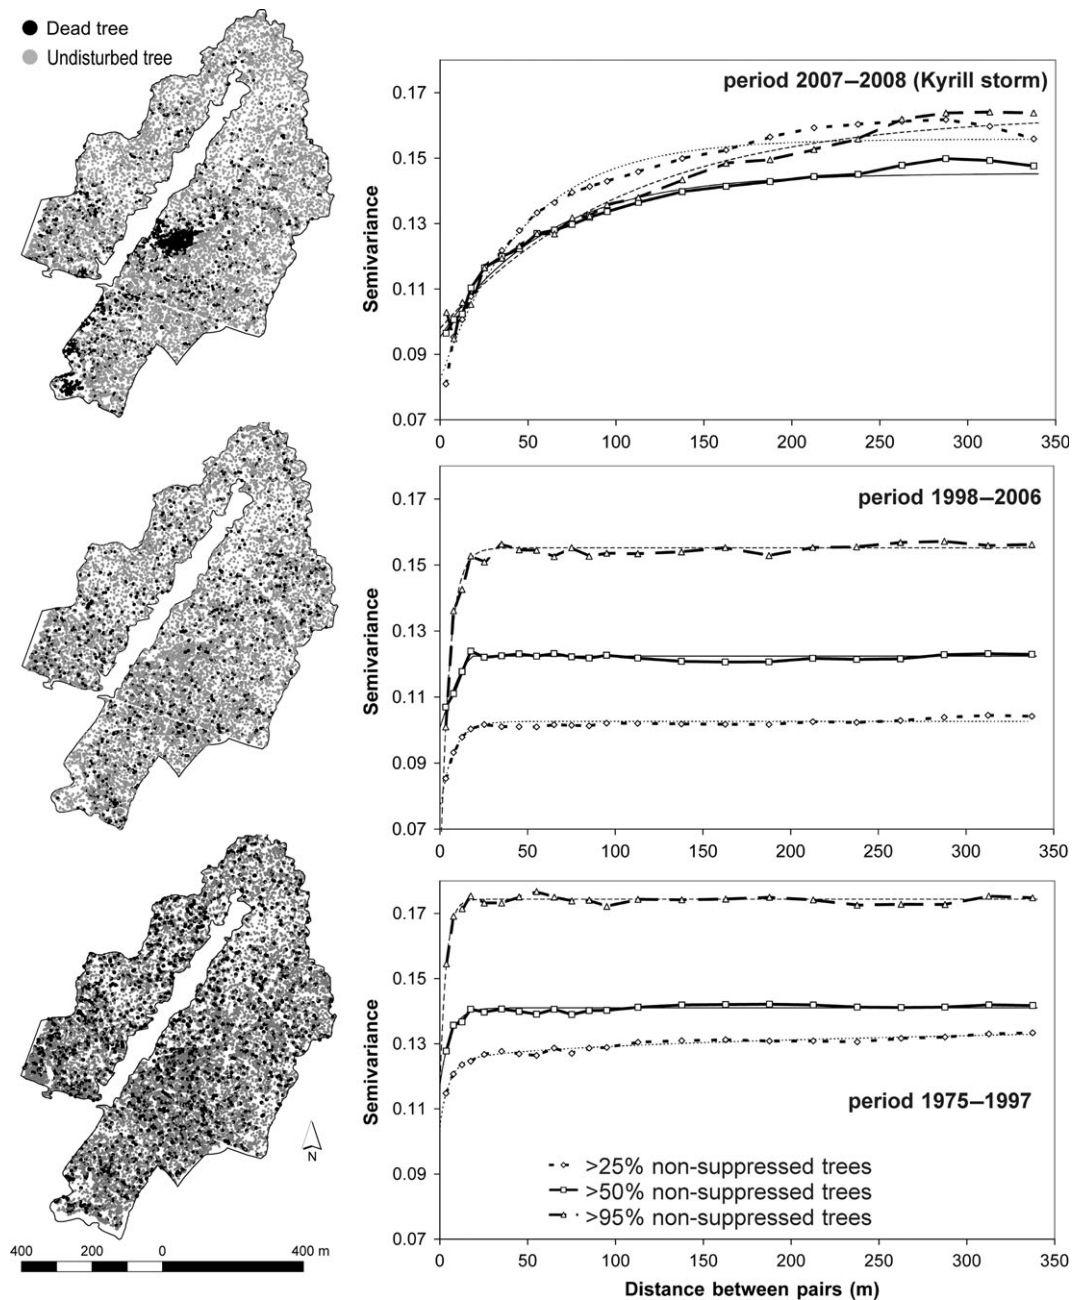 Dead tree
Undisturbed tree
period 2007–2008 (Kyrill storm)
Semivariance
0.17
0.15
0.13
0.11
0.09
0.07
0 50 100 150 200 250 300 350
period 1998–2006
Semivariance
0.17
0.15
0.13
0.11
0.09
0.07
0 50 100 150 200 250 300 350
period 1975–1997
Semivariance
0.17
0.15
0.13
0.11
0.09
0.07
>25% non-suppressed trees
>50% non-suppressed trees
>95% non-suppressed trees
0 50 100 150 200 250 300 350
Distance between pairs (m)
N
400 200 0 400 m